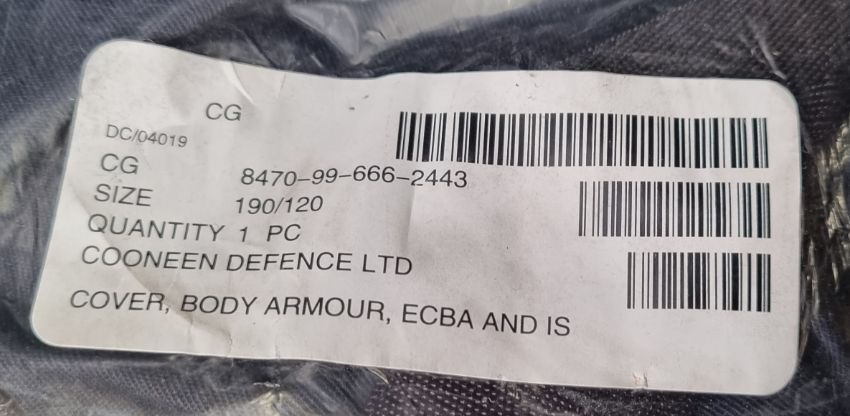 CG
DC/04019
CG 8470-99-666-2443
SIZE 190/120
QUANTITY 1 PC
COONEEN DEFENCE LTD
COVER, BODY ARMOUR, ECBA AND IS